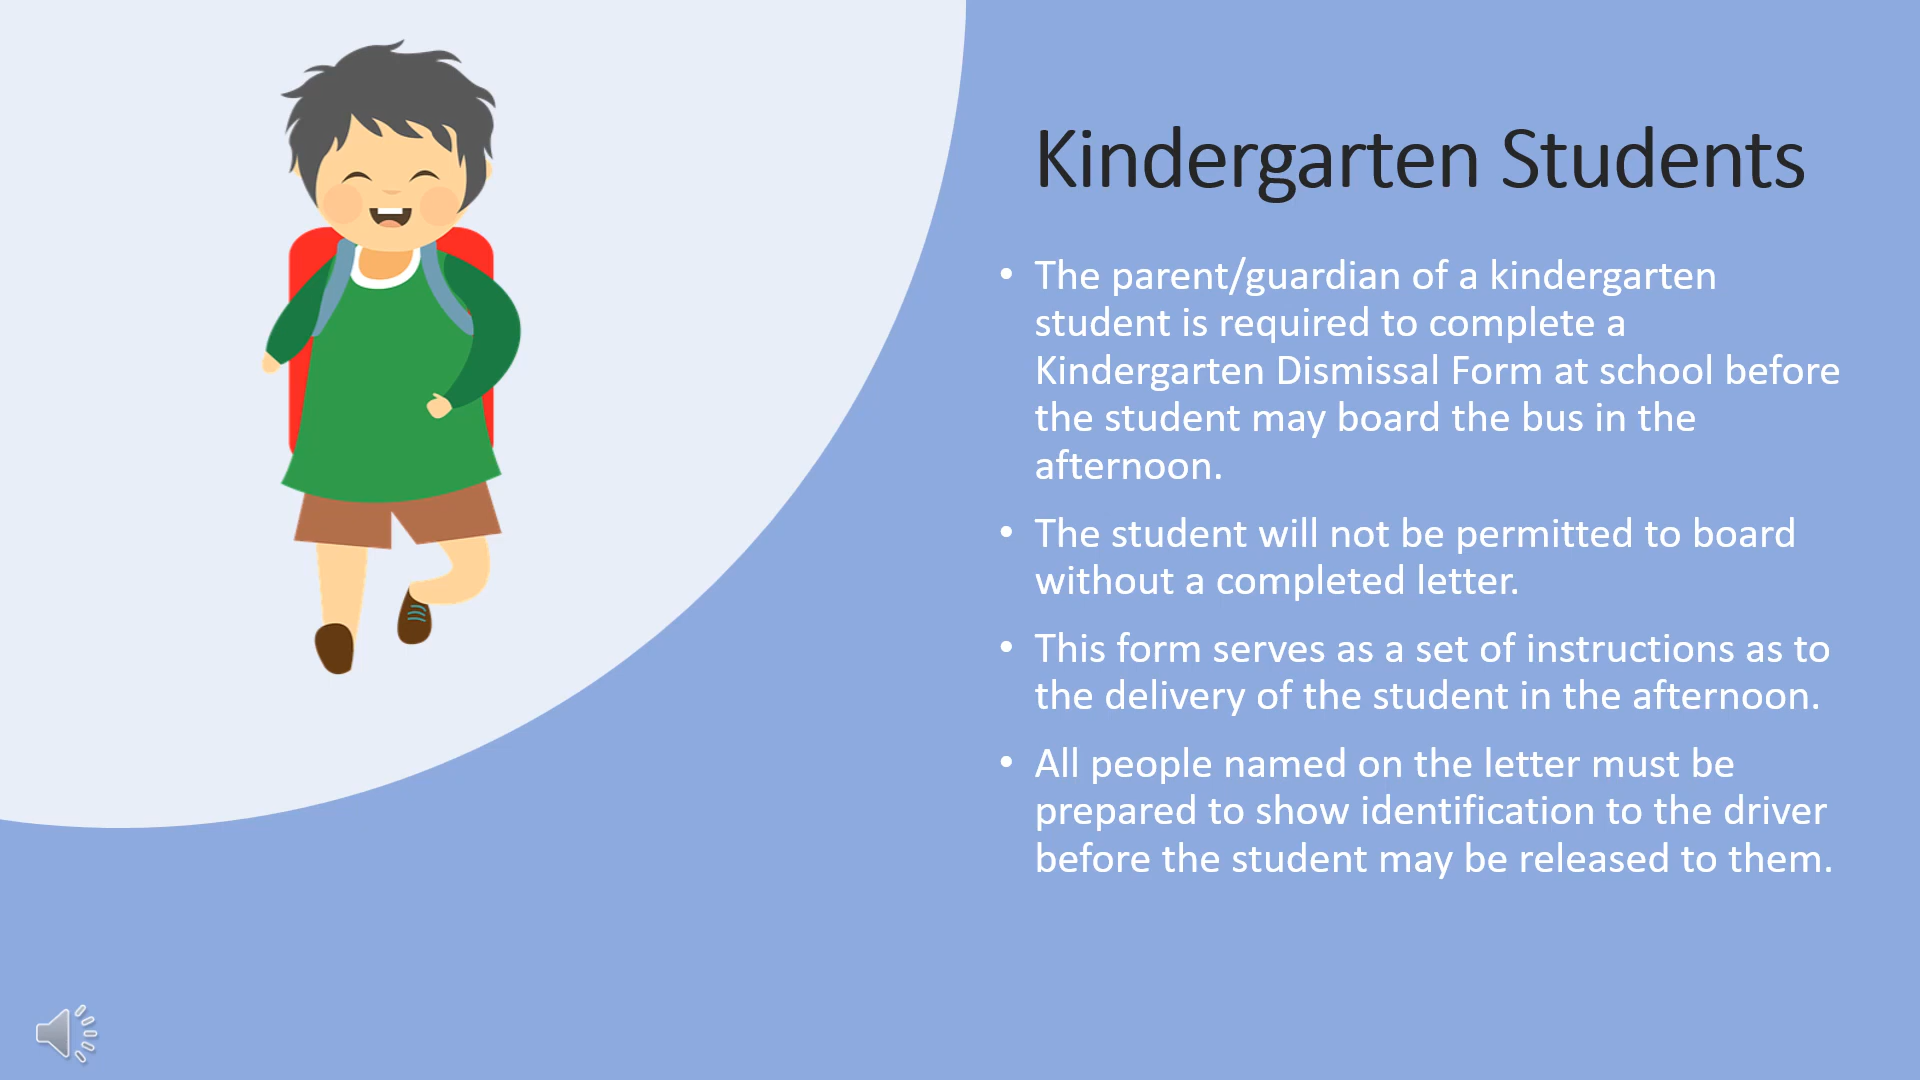 Kindergarten Students
• The parent/guardian of a kindergarten
student is required to complete a
Kindergarten Dismissal Form at school before
the student may board the bus in the
afternoon.
• The student will not be permitted to board
without a completed letter.
• This form serves as a set of instructions as to
the delivery of the student in the afternoon.
• All people named on the letter must be
prepared to show identification to the driver
before the student may be released to them.